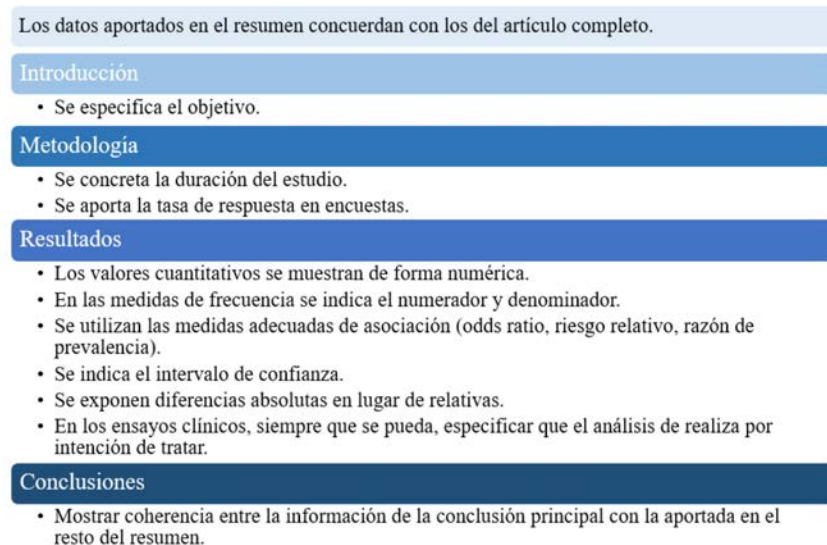 Los datos aportados en el resumen concuerdan con los del artículo completo.
Introducción
• Se especifica el objetivo.
Metodología
• Se concreta la duración del estudio.
• Se aporta la tasa de respuesta en encuestas.
Resultados
• Los valores cuantitativos se muestran de forma numérica.
• En las medidas de frecuencia se indica el numerador y denominador.
• Se utilizan las medidas adecuadas de asociación (odds ratio, riesgo relativo, razón de
prevalencia).
• Se indica el intervalo de confianza.
• Se exponen diferencias absolutas en lugar de relativas.
• En los ensayos clínicos, siempre que se pueda, especificar que el análisis de realiza por
intención de tratar.
Conclusiones
• Mostrar coherencia entre la información de la conclusión principal con la aportada en el
resto del resumen.